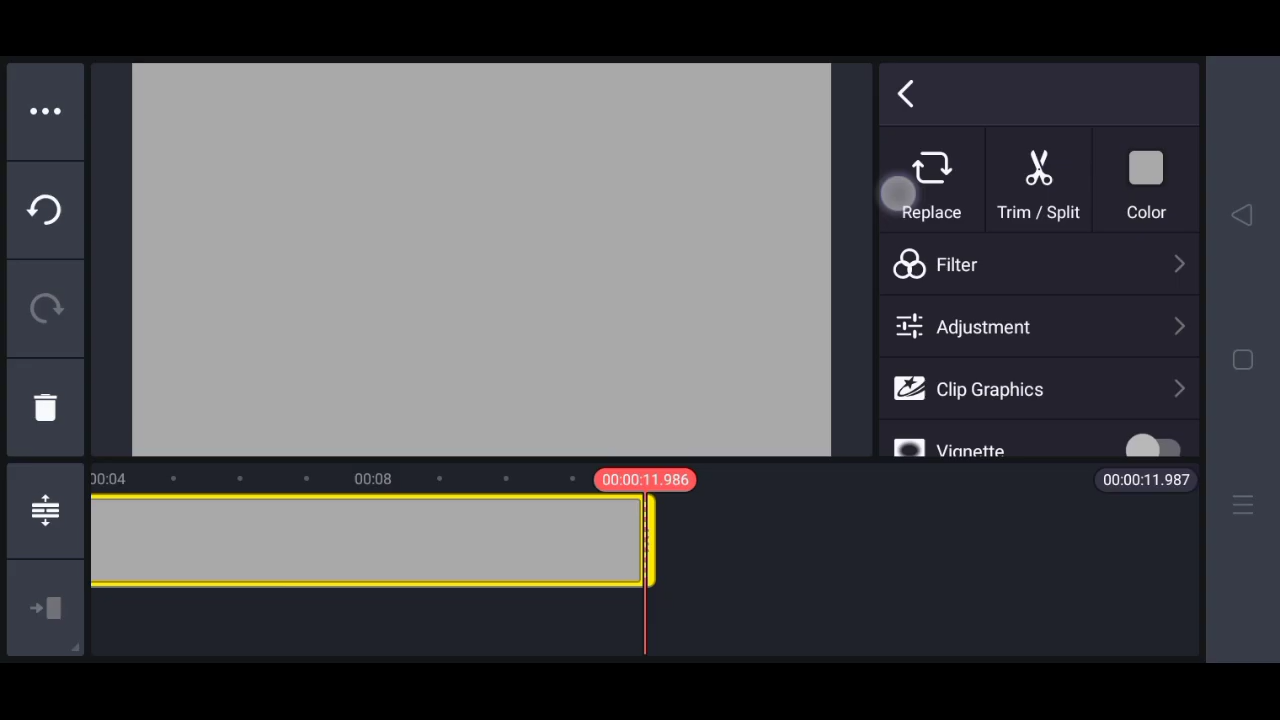 Replace
Trim / Split
Color
Filter
Adjustment
Clip Graphics
Vignette
00:04
00:08
00:00:11.986
00:00:11.987